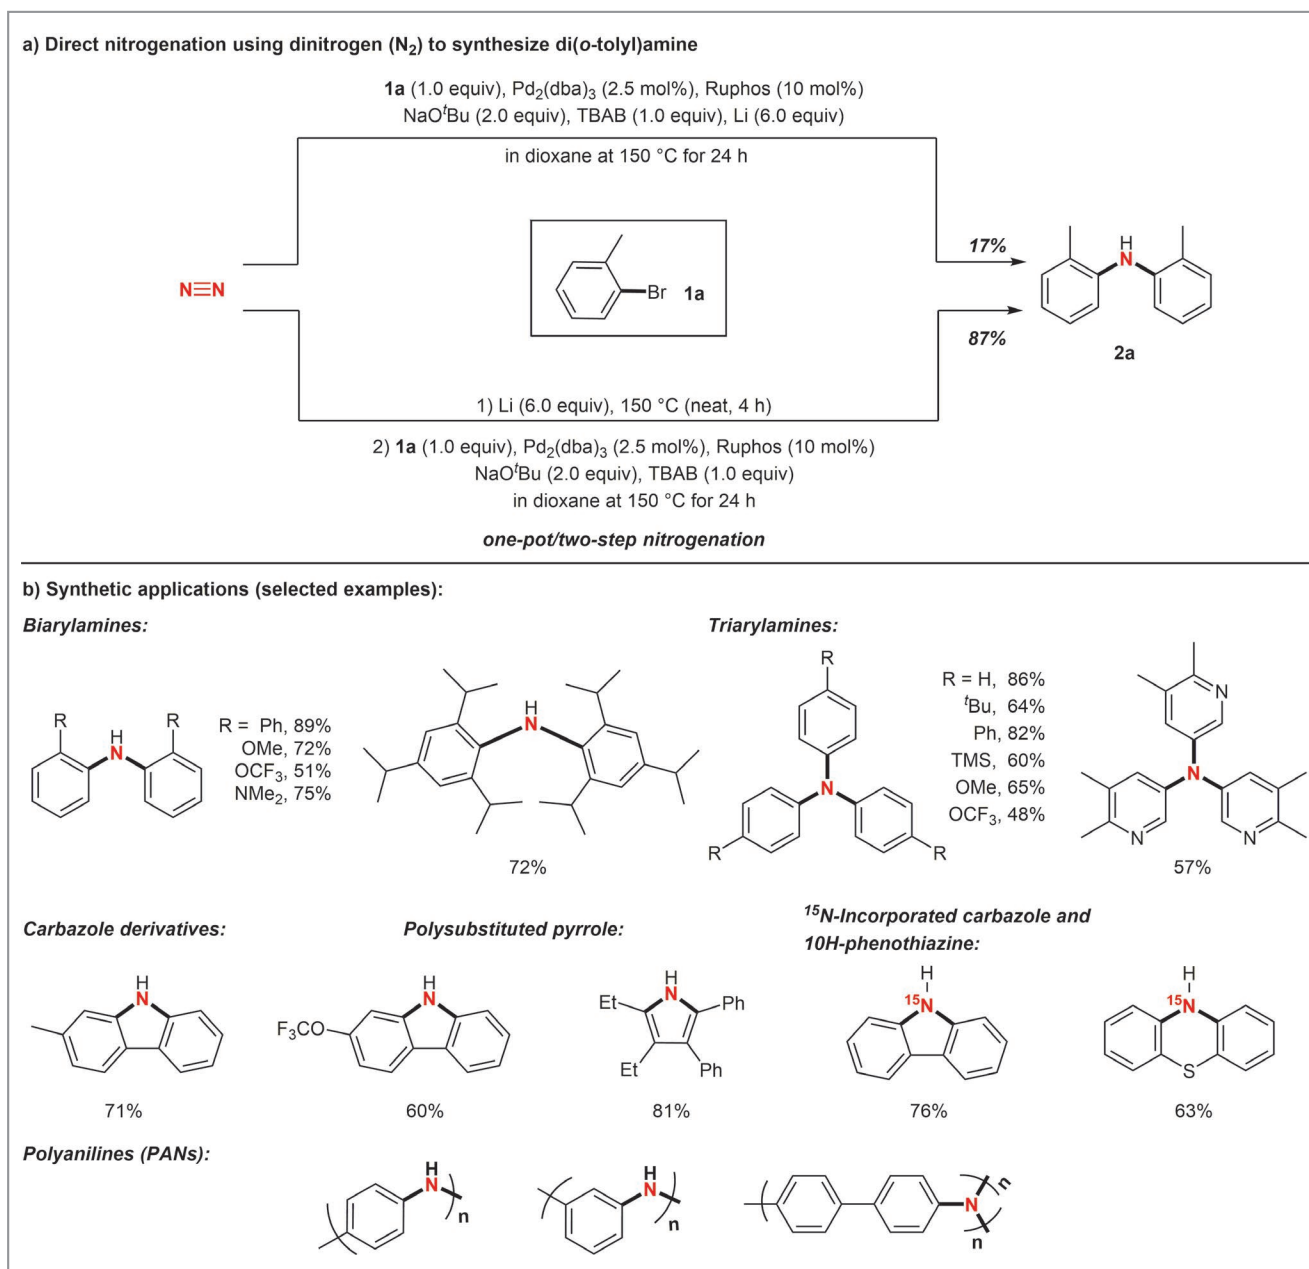 a) Direct nitrogenation using dinitrogen (N₂) to synthesize di(o-tolyl)amine
1a (1.0 equiv), Pd₂(dba)₃ (2.5 mol%), Ruphos (10 mol%)
NaOᵗBu (2.0 equiv), TBAB (1.0 equiv), Li (6.0 equiv)
in dioxane at 150 °C for 24 h
N≡N
Br 1a
17%
87%
H
N
2a
1) Li (6.0 equiv), 150 °C (neat, 4 h)
2) 1a (1.0 equiv), Pd₂(dba)₃ (2.5 mol%), Ruphos (10 mol%)
NaOᵗBu (2.0 equiv), TBAB (1.0 equiv)
in dioxane at 150 °C for 24 h
one-pot/two-step nitrogenation
b) Synthetic applications (selected examples):
Biarylamines:
R H R
N
R = Ph, 89%
OMe, 72%
OCF₃, 51%
NMe₂, 75%
H
N
72%
Triarylamines:
R
N
R R
R = H, 86%
ᵗBu, 64%
Ph, 82%
TMS, 60%
OMe, 65%
OCF₃, 48%
N
N
N N
57%
Carbazole derivatives:
H
N
71%
H
N
F₃CO
60%
Polysubstituted pyrrole:
H
N
Et Ph
Et Ph
81%
¹⁵N-Incorporated carbazole and
10H-phenothiazine:
H
¹⁵N
76%
H
¹⁵N
S
63%
Polyanilines (PANs):
H
N
n
H
N
n
N
n
n